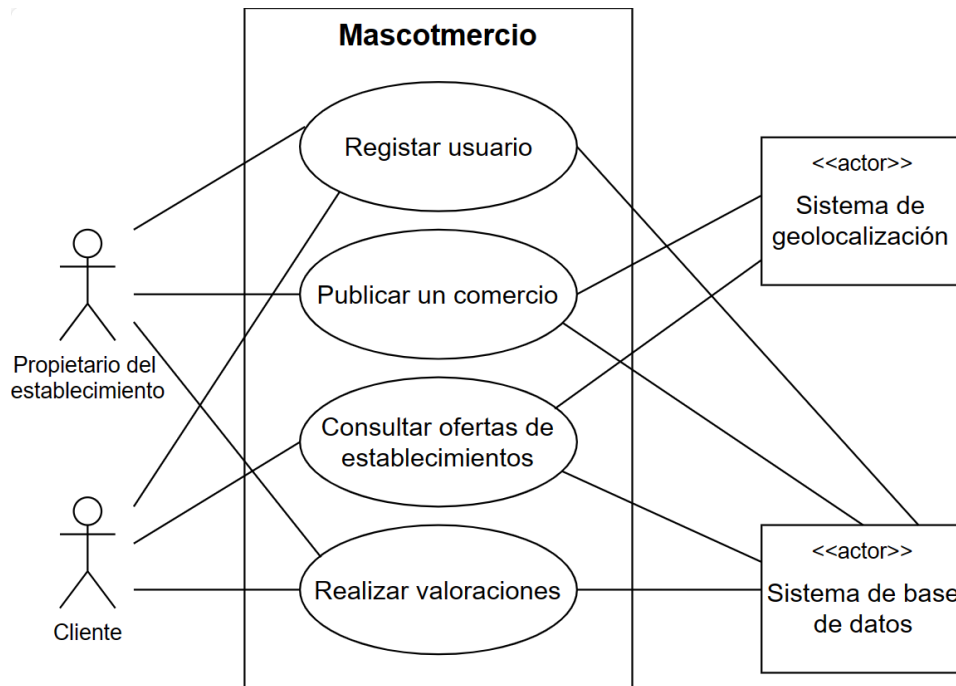 Mascotmercio
Registar usuario
<<actor>>
Sistema de
geolocalización
Publicar un comercio
Propietario del
establecimiento
Consultar ofertas de
establecimientos
<<actor>>
Sistema de base
de datos
Realizar valoraciones
Cliente